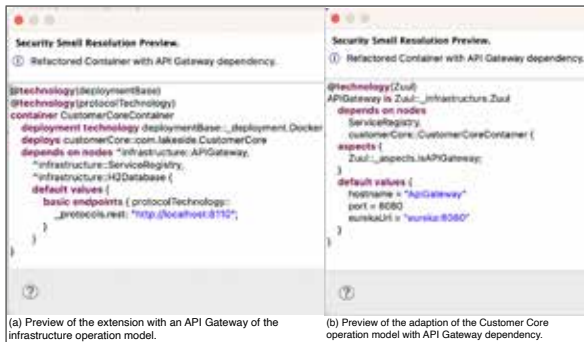 Security Smell Resolution Preview.
Refactored Container with API Gateway dependency.
@technology(deploymentBase)
@technology(protocolTechnology)
container CustomerCoreContainer
deployment technology deploymentBase::_deployment.Docker
deploys customerCore::com.lakeside.CustomerCore
depends on nodes ^infrastructure::APIGateway,
^infrastructure::ServiceRegistry,
^infrastructure::H2Database {
default values {
basic endpoints { protocolTechnology::
_protocols.rest: "http://localhost:8110";
}
}
}
(a) Preview of the extension with an API Gateway of the
infrastructure operation model.
Security Smell Resolution Preview.
Refactored Container with API Gateway dependency.
@technology(Zuul)
APIGateway is Zuul::_infrastructure.Zuul
depends on nodes
ServiceRegistry,
customerCore::CustomerCoreContainer {
aspects {
Zuul::_aspects.isAPIGateway;
}
default values {
hostname = "ApiGateway"
port = 8080
eurekaUri = "eureka:8080"
}
}
(b) Preview of the adaption of the Customer Core
operation model with API Gateway dependency.